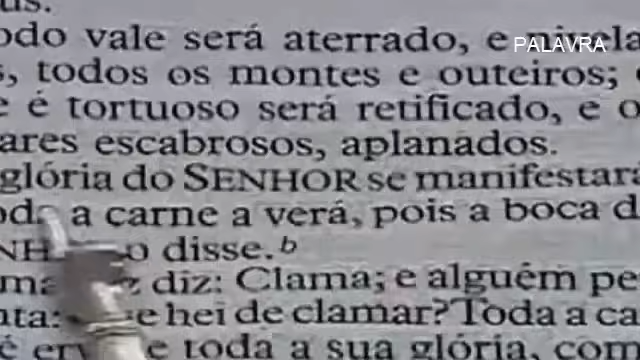 odo vale será aterrado, e nivela
PALAVRA
s, todos os montes e outeiros;
e é tortuoso será retificado, e o
ares escabrosos, aplanados.
glória do SENHOR se manifestará
a carne a verá, pois a boca d
o disse.b
ma diz: Clama; e alguém pe
nta: e hei de clamar? Toda a ca
é e toda a sua glória, com